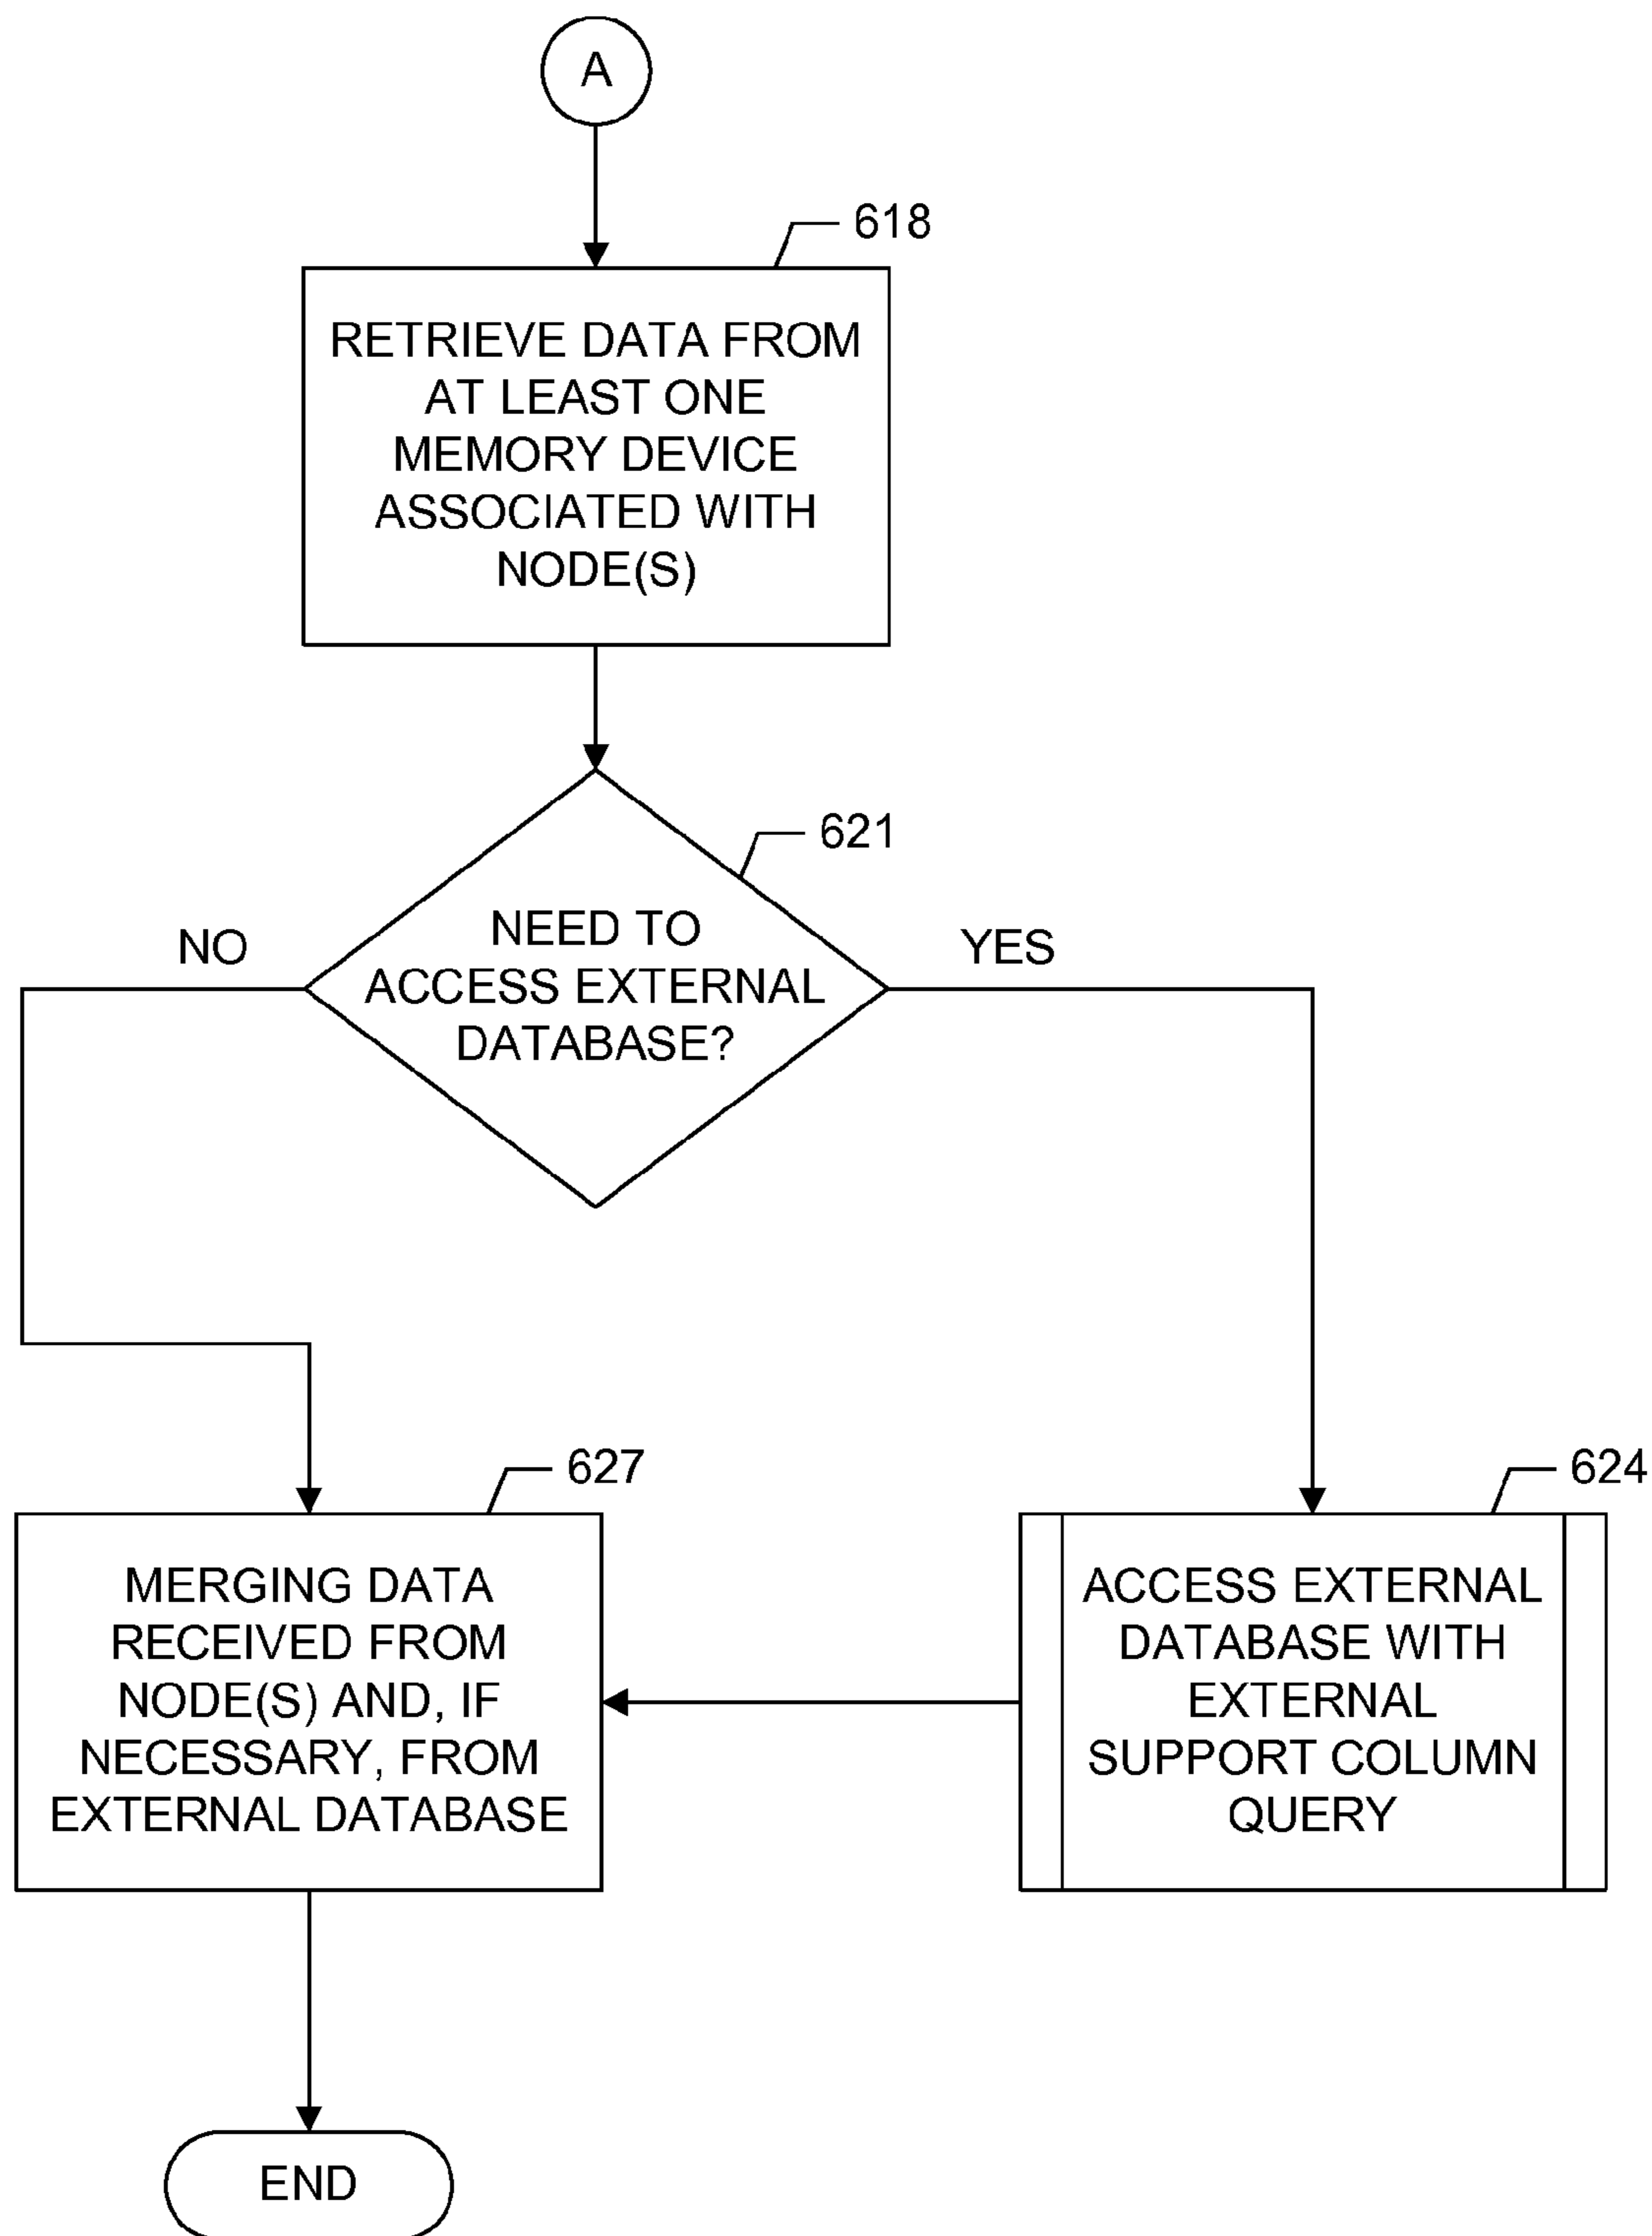 A
618
RETRIEVE DATA FROM
AT LEAST ONE
MEMORY DEVICE
ASSOCIATED WITH
NODE(S)
621
NO
NEED TO
ACCESS EXTERNAL
DATABASE?
YES
627
MERGING DATA
RECEIVED FROM
NODE(S) AND, IF
NECESSARY, FROM
EXTERNAL DATABASE
624
ACCESS EXTERNAL
DATABASE WITH
EXTERNAL
SUPPORT COLUMN
QUERY
END